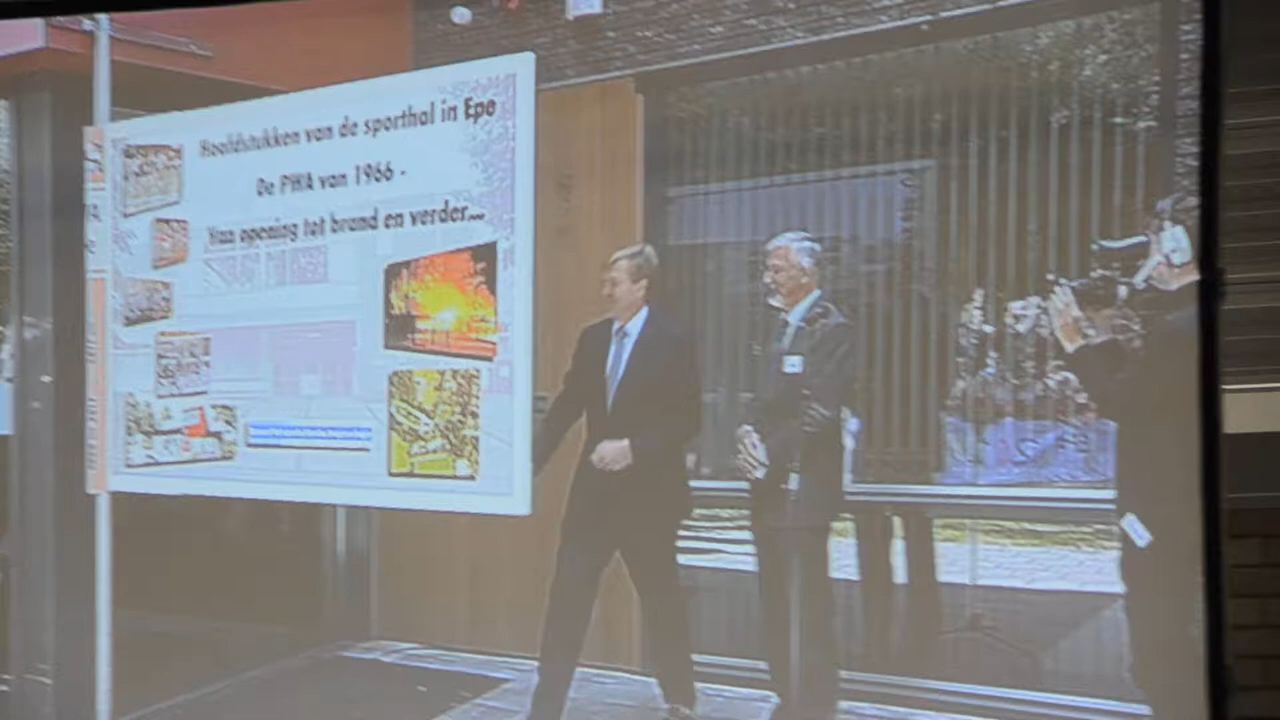 Hoofdstukken van de sporthal in Epe
De PWA van 1966 -
Van opening tot brand en verder...